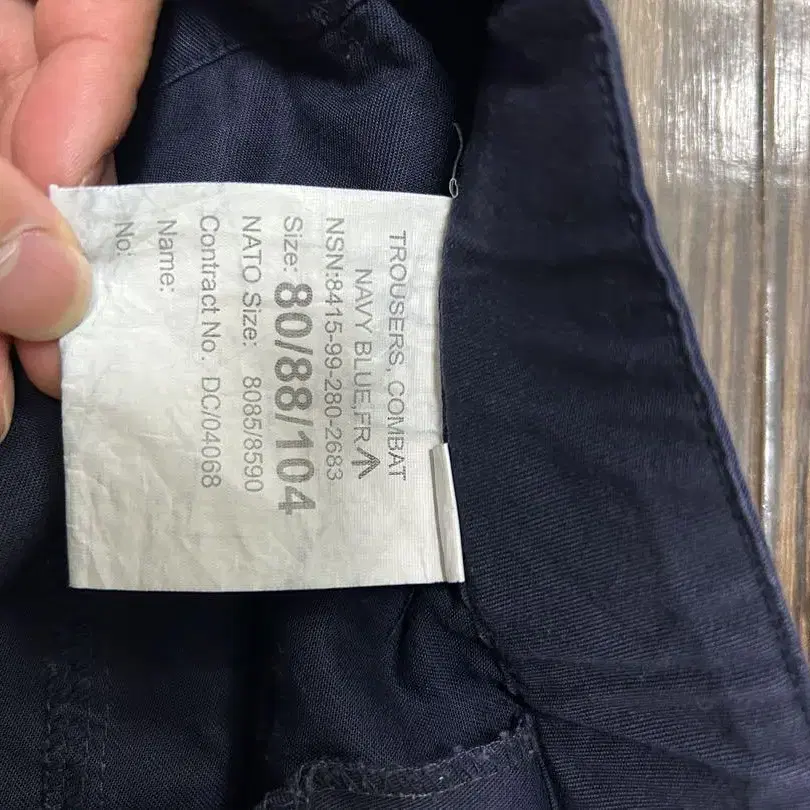 TROUSERS, COMBAT
NAVY BLUE,FR
NSN:8415-99-280-2683
Size: 80/88/104
NATO Size: 8085/8590
Contract No. DC/04068
Name:
No: